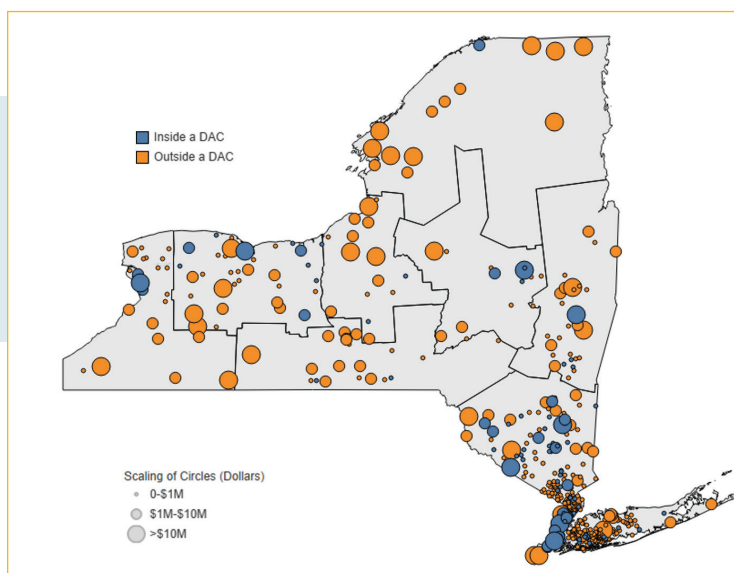 Inside a DAC
Outside a DAC
Scaling of Circles (Dollars)
0-$1M
$1M-$10M
>$10M